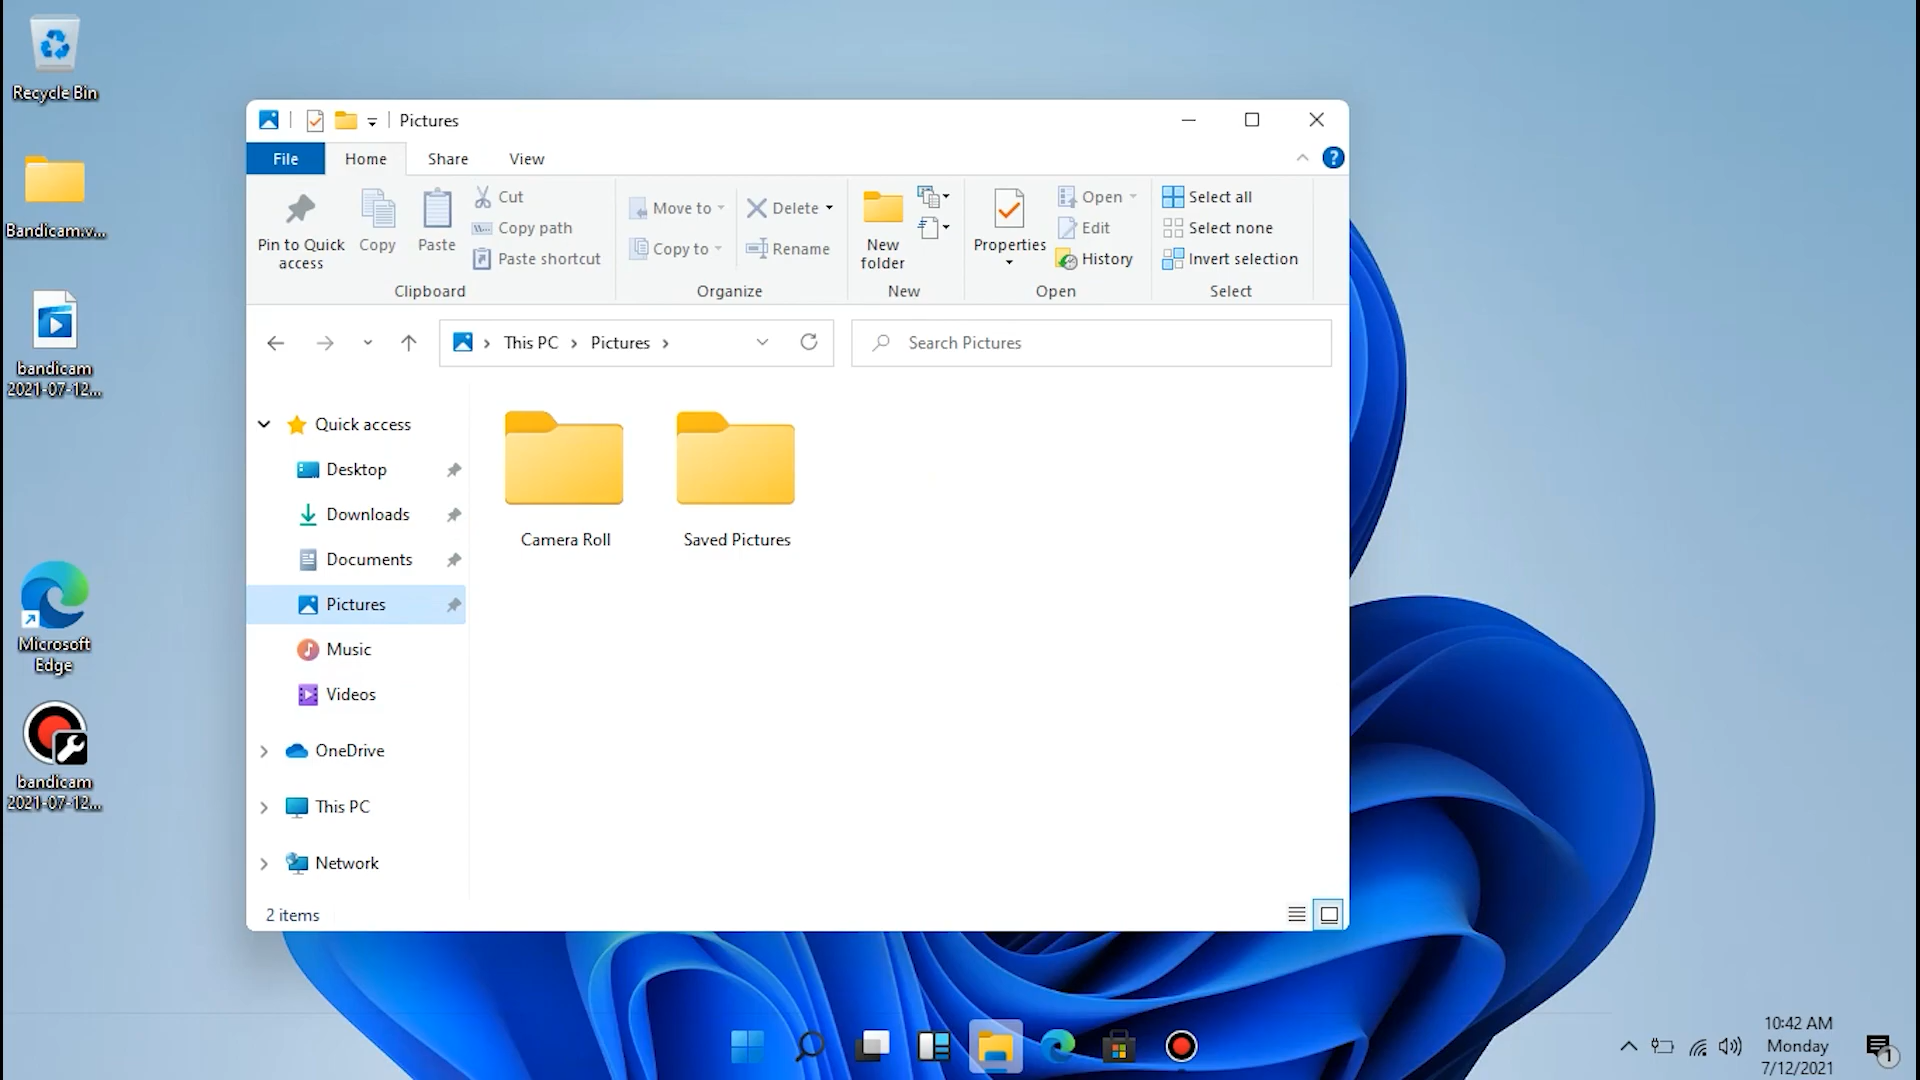 Recycle Bin
Bandicam.v...
bandicam
2021-07-12...
Microsoft
Edge
bandicam
2021-07-12...
Pictures
File
Home
Share
View
?
Pin to Quick
access
Copy
Paste
Cut
Copy path
Paste shortcut
Clipboard
Move to
Copy to
Delete
Rename
Organize
New
folder
New
Properties
Open
Edit
History
Open
Select all
Select none
Invert selection
Select
This PC
Pictures
Search Pictures
Quick access
Desktop
Downloads
Documents
Pictures
Music
Videos
OneDrive
This PC
Network
Camera Roll
Saved Pictures
2 items
10:42 AM
Monday
7/12/2021
1